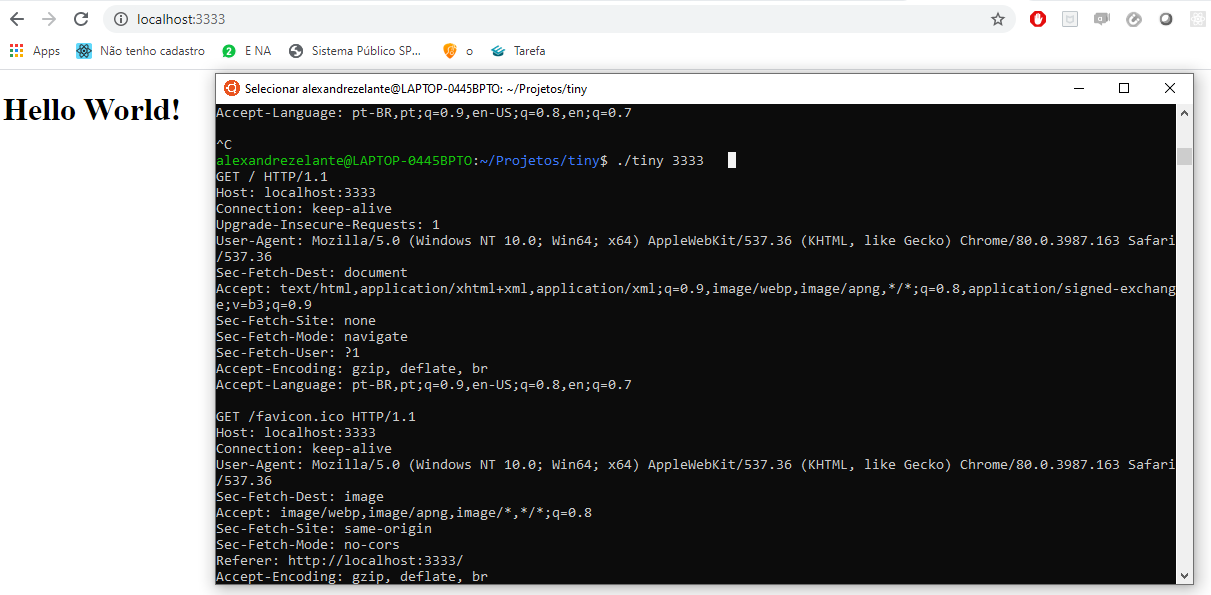 localhost:3333
Apps Não tenho cadastro 2 E NA Sistema Público SP... o Tarefa
Hello World!
Selecionar alexandrezelante@LAPTOP-0445BPTO: ~/Projetos/tiny
Accept-Language: pt-BR,pt;q=0.9,en-US;q=0.8,en;q=0.7
^C
alexandrezelante@LAPTOP-0445BPTO:~/Projetos/tiny$ ./tiny 3333
GET / HTTP/1.1
Host: localhost:3333
Connection: keep-alive
Upgrade-Insecure-Requests: 1
User-Agent: Mozilla/5.0 (Windows NT 10.0; Win64; x64) AppleWebKit/537.36 (KHTML, like Gecko) Chrome/80.0.3987.163 Safari
/537.36
Sec-Fetch-Dest: document
Accept: text/html,application/xhtml+xml,application/xml;q=0.9,image/webp,image/apng,*/*;q=0.8,application/signed-exchang
e;v=b3;q=0.9
Sec-Fetch-Site: none
Sec-Fetch-Mode: navigate
Sec-Fetch-User: ?1
Accept-Encoding: gzip, deflate, br
Accept-Language: pt-BR,pt;q=0.9,en-US;q=0.8,en;q=0.7
GET /favicon.ico HTTP/1.1
Host: localhost:3333
Connection: keep-alive
User-Agent: Mozilla/5.0 (Windows NT 10.0; Win64; x64) AppleWebKit/537.36 (KHTML, like Gecko) Chrome/80.0.3987.163 Safari
/537.36
Sec-Fetch-Dest: image
Accept: image/webp,image/apng,image/*,*/*;q=0.8
Sec-Fetch-Site: same-origin
Sec-Fetch-Mode: no-cors
Referer: http://localhost:3333/
Accept-Encoding: gzip, deflate, br